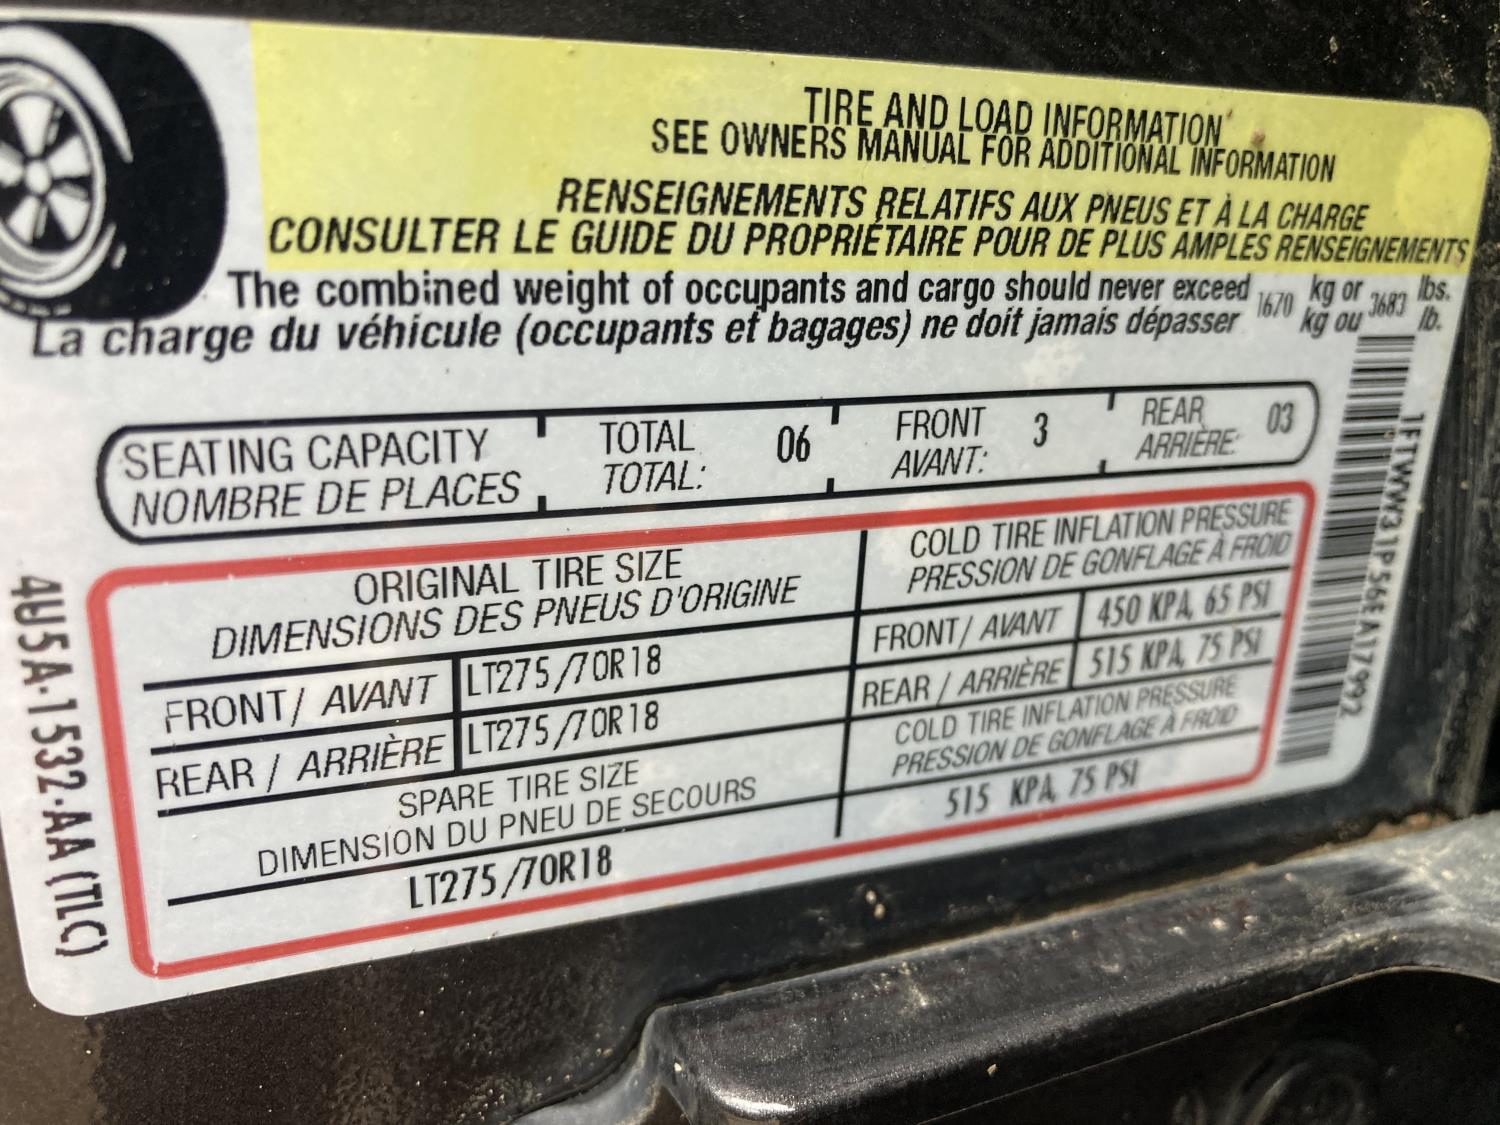 TIRE AND LOAD INFORMATION
SEE OWNERS MANUAL FOR ADDITIONAL INFORMATION
RENSEIGNEMENTS RELATIFS AUX PNEUS ET À LA CHARGE
CONSULTER LE GUIDE DU PROPRIÉTAIRE POUR DE PLUS AMPLES RENSEIGNEMENTS
The combined weight of occupants and cargo should never exceed 1670 kg or 3683 lbs.
La charge du véhicule (occupants et bagages) ne doit jamais dépasser kg ou lb.
SEATING CAPACITY TOTAL 06 FRONT 3 REAR 03
NOMBRE DE PLACES TOTAL: AVANT: ARRIÈRE:
ORIGINAL TIRE SIZE COLD TIRE INFLATION PRESSURE
DIMENSIONS DES PNEUS D'ORIGINE PRESSION DE GONFLAGE À FROID
FRONT/ AVANT LT275/70R18 FRONT/ AVANT 450 KPA, 65 PSI
REAR / ARRIÈRE LT275/70R18 REAR / ARRIÈRE 515 KPA, 75 PSI
SPARE TIRE SIZE COLD TIRE INFLATION PRESSURE
DIMENSION DU PNEU DE SECOURS PRESSION DE GONFLAGE À FROID
LT275/70R18 515 KPA, 75 PSI
4U5A-1532-AA (TLC)
1FTWW31P56EA17992